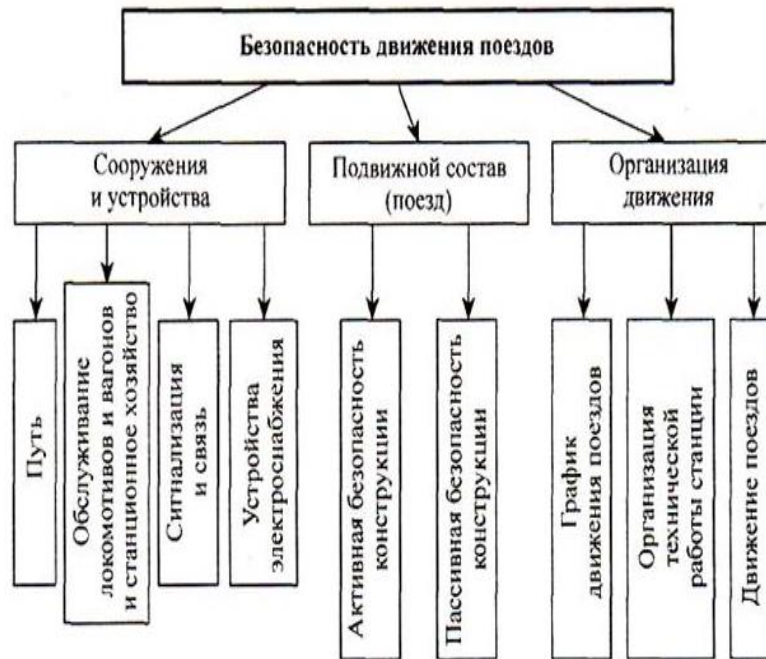 Безопасность движения поездов
Сооружения
и устройства
Подвижной состав
(поезд)
Организация
движения
Путь
Обслуживание
локомотивов и вагонов
и станционное хозяйство
Сигнализация
и связь
Устройства
электроснабжения
Активная безопасность
конструкции
Пассивная безопасность
конструкции
График
движения поездов
Организация
технической
работы станции
Движение поездов